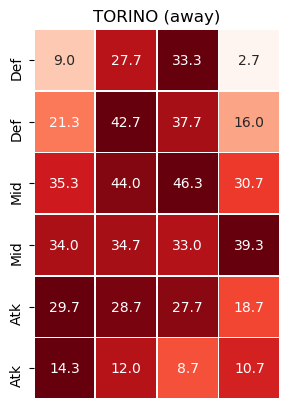 TORINO (away)
Def 9.0 27.7 33.3 2.7
Def 21.3 42.7 37.7 16.0
Mid 35.3 44.0 46.3 30.7
Mid 34.0 34.7 33.0 39.3
Atk 29.7 28.7 27.7 18.7
Atk 14.3 12.0 8.7 10.7